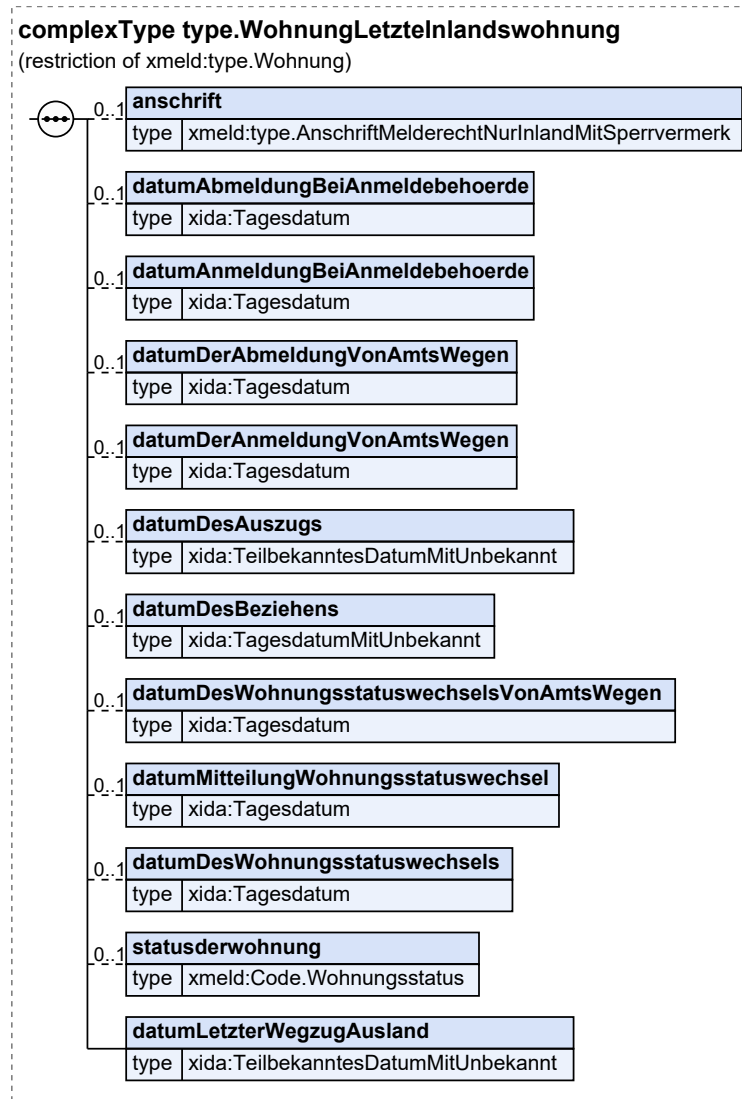 complexType type.WohnungLetzteInlandswohnung
(restriction of xmeld:type.Wohnung)
0..1 anschrift
type xmeld:type.AnschriftMelderechtNurInlandMitSperrvermerk
0..1 datumAbmeldungBeiAnmeldebehoerde
type xida:Tagesdatum
0..1 datumAnmeldungBeiAnmeldebehoerde
type xida:Tagesdatum
0..1 datumDerAbmeldungVonAmtsWegen
type xida:Tagesdatum
0..1 datumDerAnmeldungVonAmtsWegen
type xida:Tagesdatum
0..1 datumDesAuszugs
type xida:TeilbekanntesDatumMitUnbekannt
0..1 datumDesBeziehens
type xida:TagesdatumMitUnbekannt
0..1 datumDesWohnungsstatuswechselsVonAmtsWegen
type xida:Tagesdatum
0..1 datumMitteilungWohnungsstatuswechsel
type xida:Tagesdatum
0..1 datumDesWohnungsstatuswechsels
type xida:Tagesdatum
0..1 statusderwohnung
type xmeld:Code.Wohnungsstatus
datumLetzterWegzugAusland
type xida:TeilbekanntesDatumMitUnbekannt